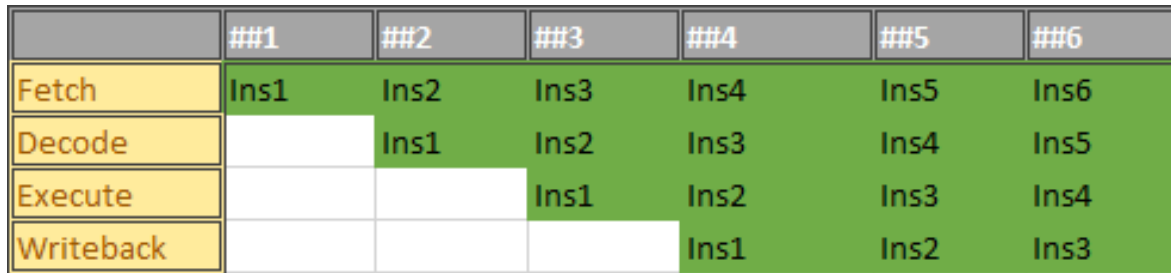 ##1 ##2 ##3 ##4 ##5 ##6
Fetch Ins1 Ins2 Ins3 Ins4 Ins5 Ins6
Decode Ins1 Ins2 Ins3 Ins4 Ins5
Execute Ins1 Ins2 Ins3 Ins4
Writeback Ins1 Ins2 Ins3